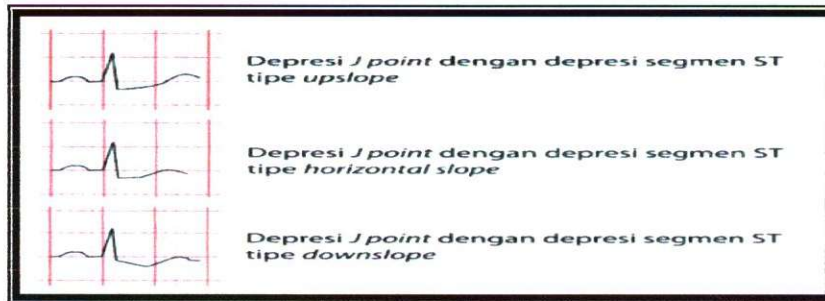 Depresi J point dengan depresi segmen ST
tipe upslope
Depresi J point dengan depresi segmen ST
tipe horizontal slope
Depresi J point dengan depresi segmen ST
tipe downslope